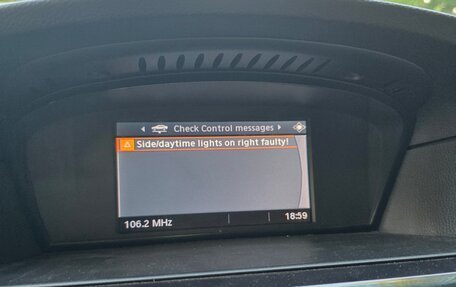 Check Control messages
Side/daytime lights on right faulty!
106.2 MHz 18:59